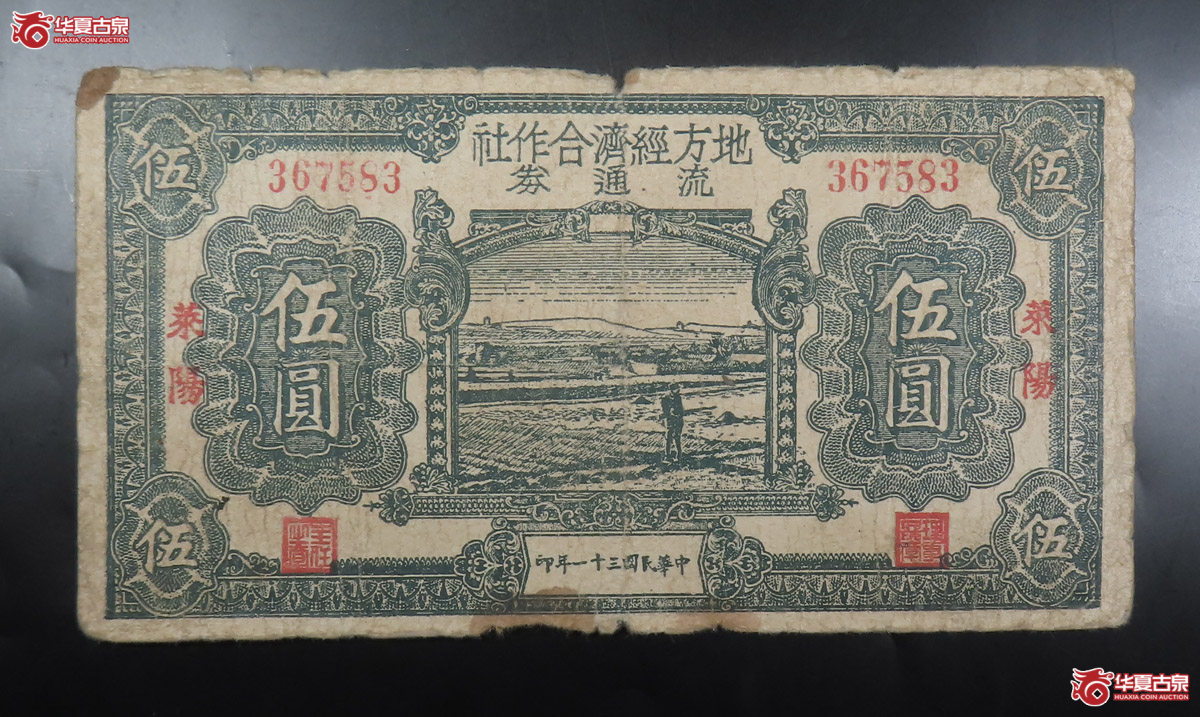 华夏古泉
HUAXIA COIN AUCTION
地方經濟合作社
流通券
367583
367583
伍
伍
伍圓
伍圓
萊陽
萊陽
伍
伍
中華民國三十一年印
华夏古泉
HUAXIA COIN AUCTION